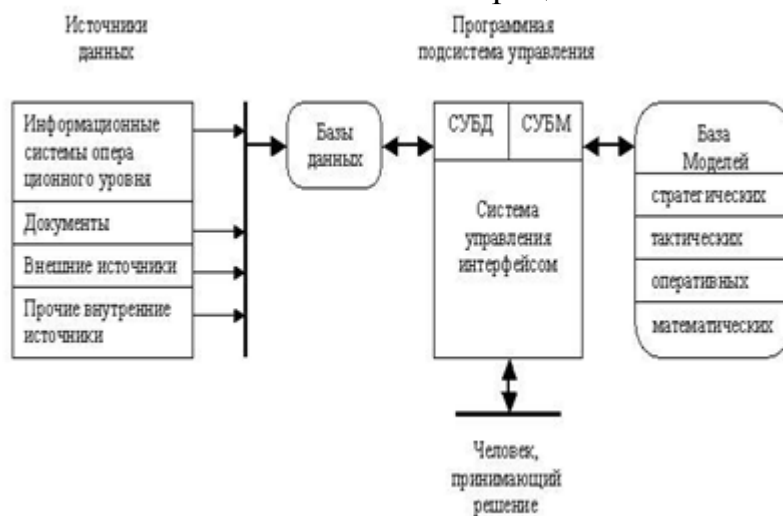 Источники
данных
Программная
подсистема управления
Информационные
системы опера
ционного уровня
Документы
Внешние источники
Прочие внутренние
источники
Базы
данных
СУБД
СУБМ
Система
управления
интерфейсом
База
Моделей
стратегических
тактических
оперативных
математических
Человек,
принимающий
решение